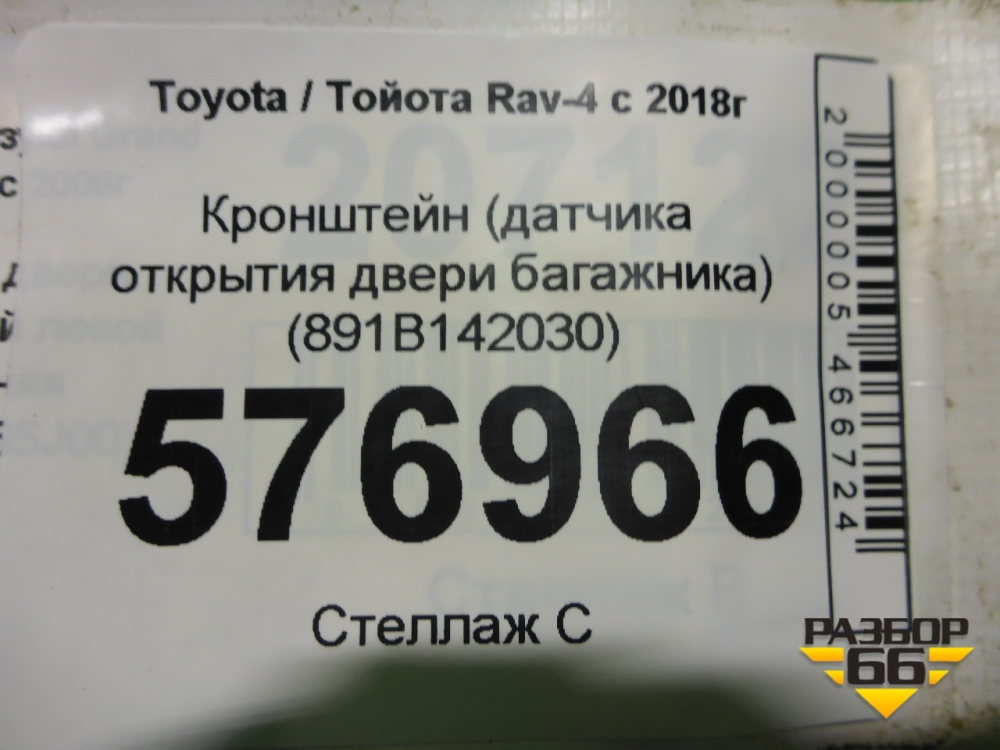 Toyota / Тойота Rav-4 с 2018г
Кронштейн (датчика
открытия двери багажника)
(891B142030)
576966
Стеллаж С
2000005466724
РАЗБОР
66